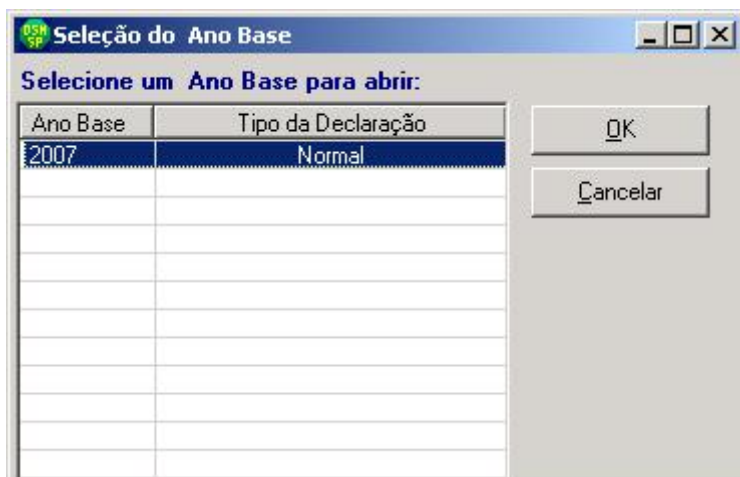 DSN SP Seleção do Ano Base
Selecione um Ano Base para abrir:
Ano Base Tipo da Declaração
2007 Normal
OK
Cancelar